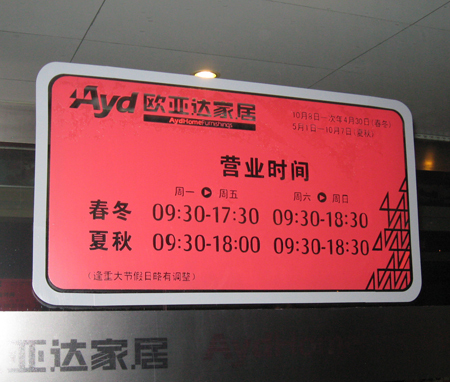 Ayd 欧亚达家居
AydHomeFurnishings
10月8日—次年4月30日(春冬)
5月1日—10月7日(夏秋)
营业时间
周一 周五 周六 周日
春冬 09:30-17:30 09:30-18:30
夏秋 09:30-18:00 09:30-18:30
(逢重大节假日略有调整)
亚达家居 Ayd